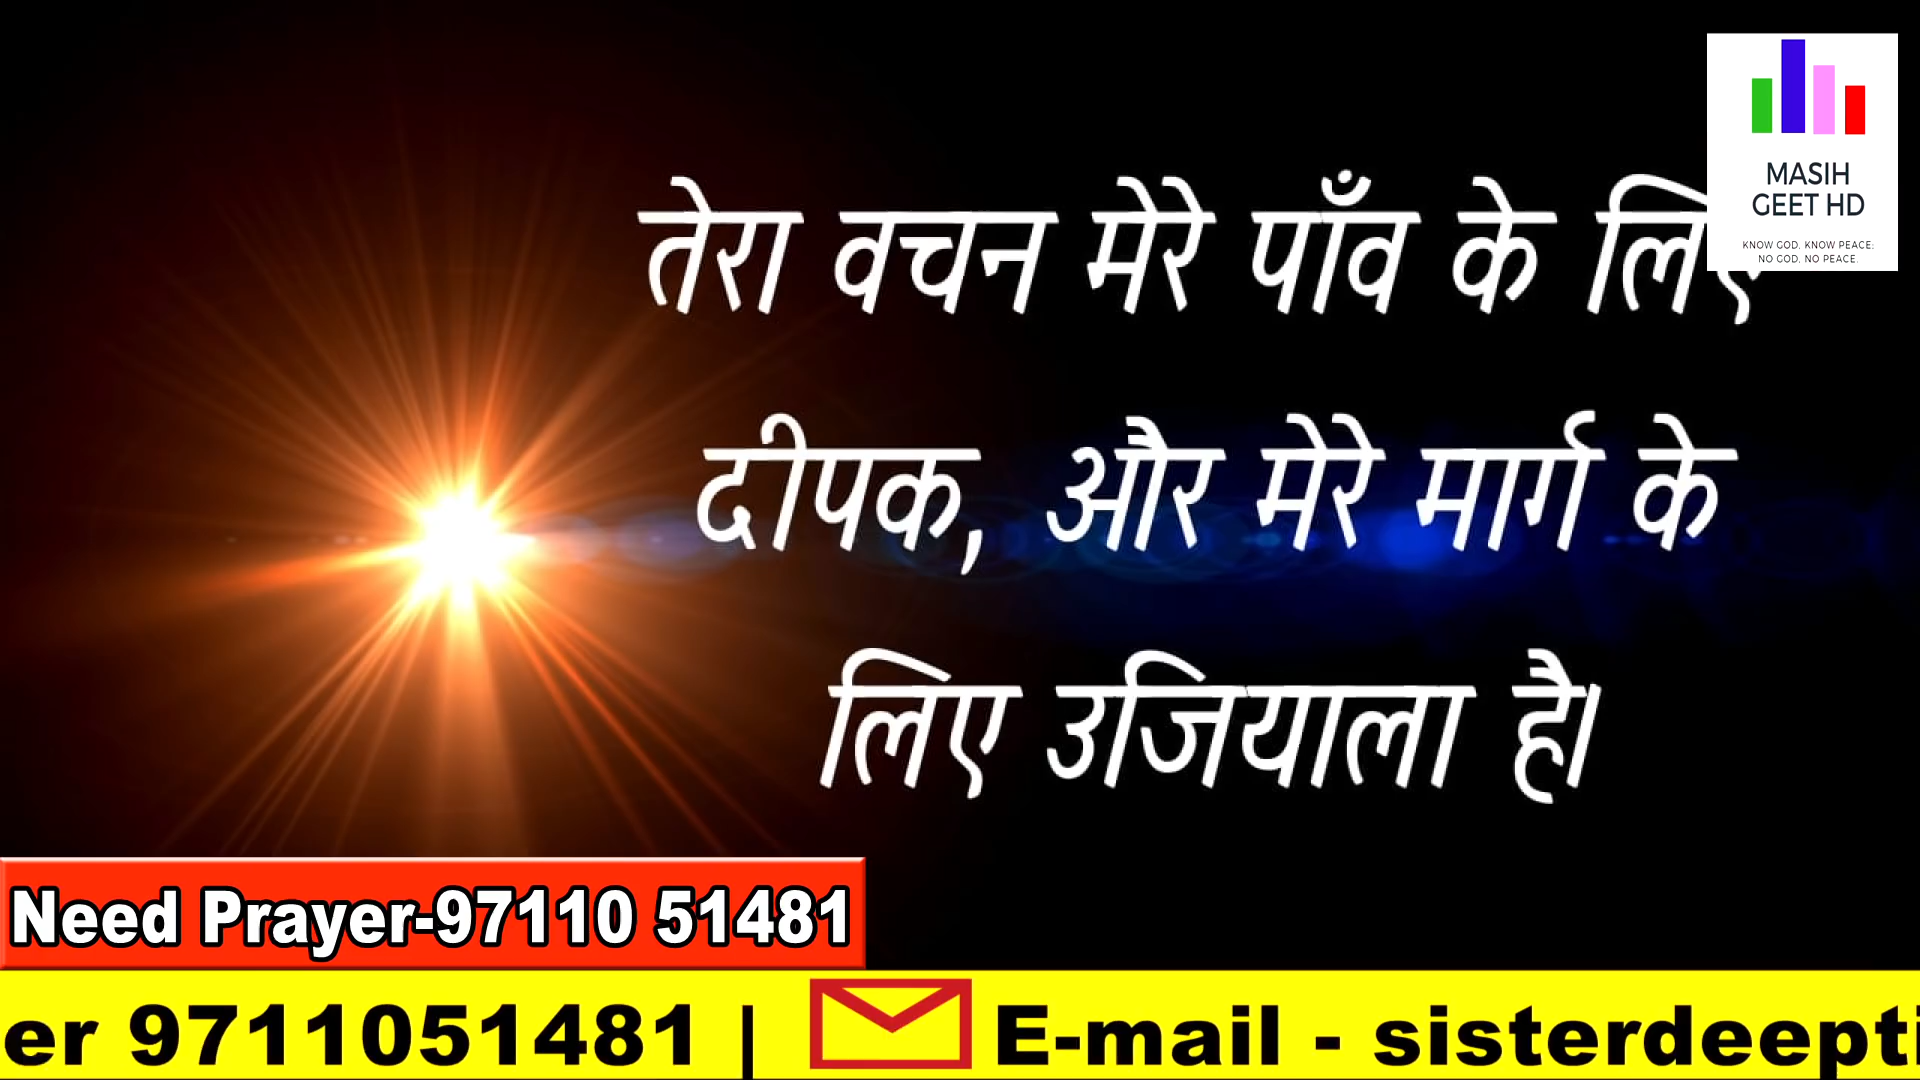 तेरा वचन मेरे पाँव के लिए
दीपक, और मेरे मार्ग के
लिए उजियाला है।
MASIH
GEET HD
KNOW GOD, KNOW PEACE;
NO GOD, NO PEACE.
Need Prayer-97110 51481
er 9711051481 | E-mail - sisterdeepti